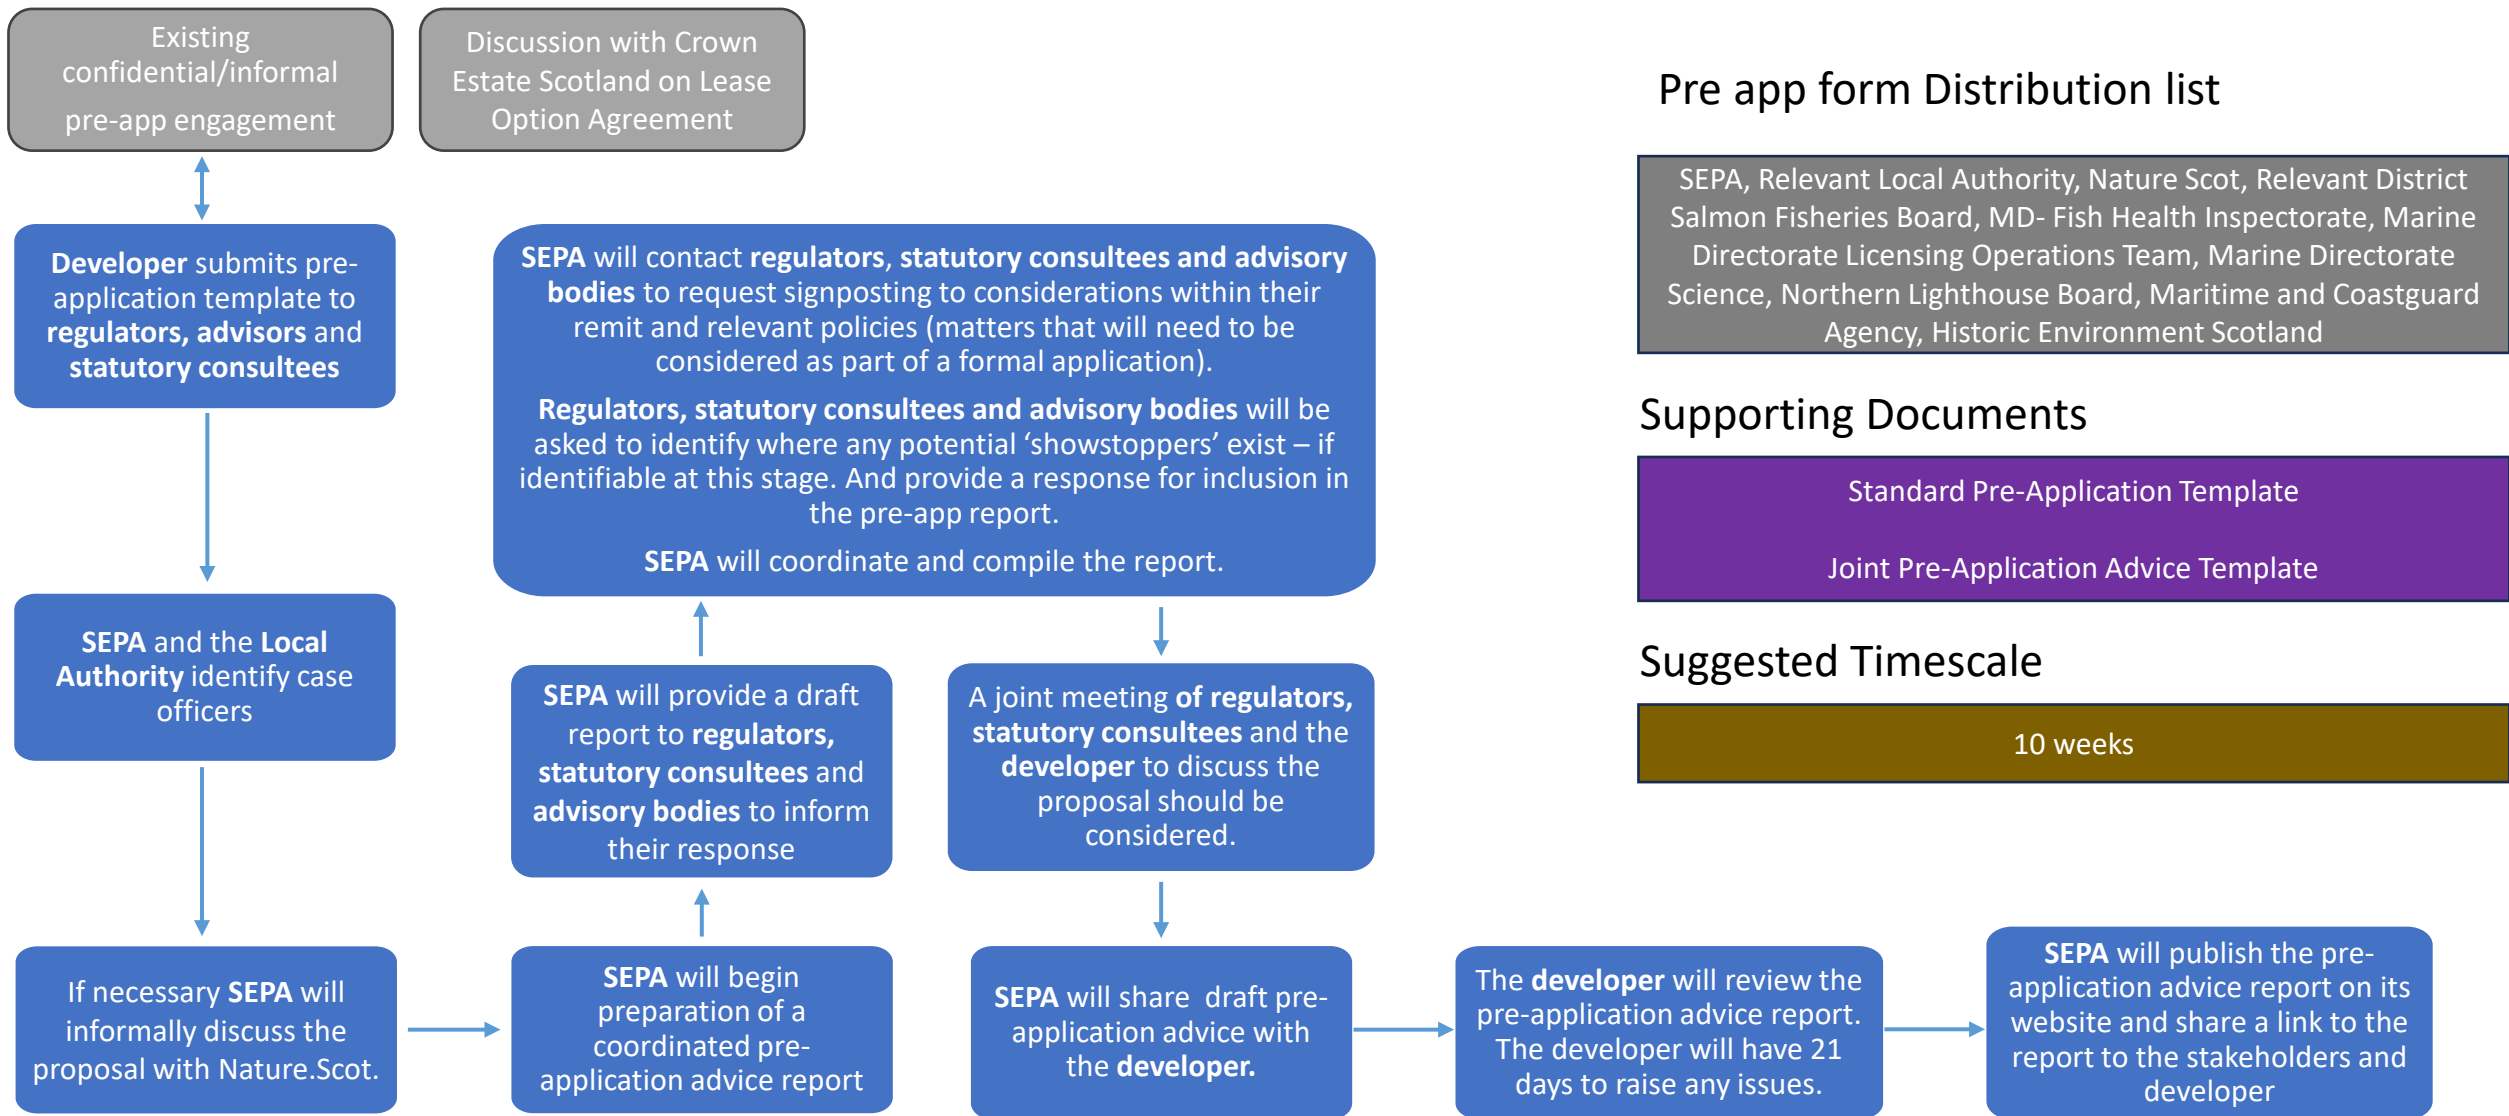 Existing
confidential/informal
pre-app engagement
Discussion with Crown
Estate Scotland on Lease
Option Agreement
Developer submits pre-
application template to
regulators, advisors and
statutory consultees
SEPA and the Local
Authority identify case
officers
If necessary SEPA will
informally discuss the
proposal with Nature.Scot.
SEPA will begin
preparation of a
coordinated pre-
application advice report
SEPA will provide a draft
report to regulators,
statutory consultees and
advisory bodies to inform
their response
SEPA will contact regulators, statutory consultees and advisory
bodies to request signposting to considerations within their
remit and relevant policies (matters that will need to be
considered as part of a formal application).
Regulators, statutory consultees and advisory bodies will be
asked to identify where any potential ‘showstoppers’ exist – if
identifiable at this stage. And provide a response for inclusion in
the pre-app report.
SEPA will coordinate and compile the report.
A joint meeting of regulators,
statutory consultees and the
developer to discuss the
proposal should be
considered.
SEPA will share draft pre-
application advice with
the developer.
The developer will review the
pre-application advice report.
The developer will have 21
days to raise any issues.
SEPA will publish the pre-
application advice report on its
website and share a link to the
report to the stakeholders and
developer
Pre app form Distribution list
SEPA, Relevant Local Authority, Nature Scot, Relevant District
Salmon Fisheries Board, MD- Fish Health Inspectorate, Marine
Directorate Licensing Operations Team, Marine Directorate
Science, Northern Lighthouse Board, Maritime and Coastguard
Agency, Historic Environment Scotland
Supporting Documents
Standard Pre-Application Template
Joint Pre-Application Advice Template
Suggested Timescale
10 weeks